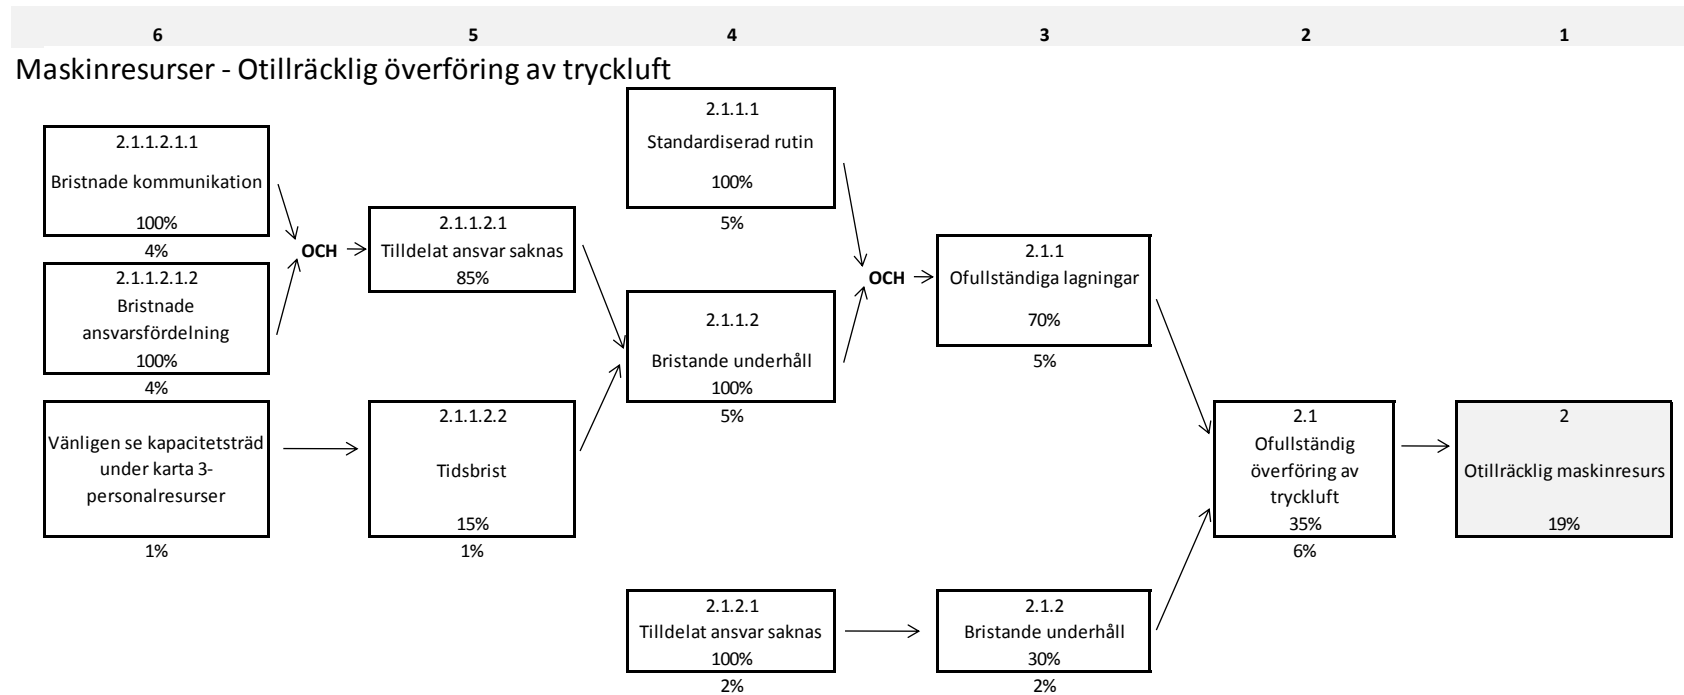 6 5 4 3 2 1
Maskinresurser - Otillräcklig överföring av tryckluft
2.1.1.2.1.1
Bristnade kommunikation
100%
4%
2.1.1.2.1.2
Bristnade
ansvarsfördelning
100%
4%
Vänligen se kapacitetsträd
under karta 3-
personalresurser
1%
OCH
2.1.1.2.1
Tilldelat ansvar saknas
85%
2.1.1.2.2
Tidsbrist
15%
1%
2.1.1.1
Standardiserad rutin
100%
5%
2.1.1.2
Bristande underhåll
100%
5%
2.1.2.1
Tilldelat ansvar saknas
100%
2%
OCH
2.1.1
Ofullständiga lagningar
70%
5%
2.1.2
Bristande underhåll
30%
2%
2.1
Ofullständig
överföring av
tryckluft
35%
6%
2
Otillräcklig maskinresurs
19%